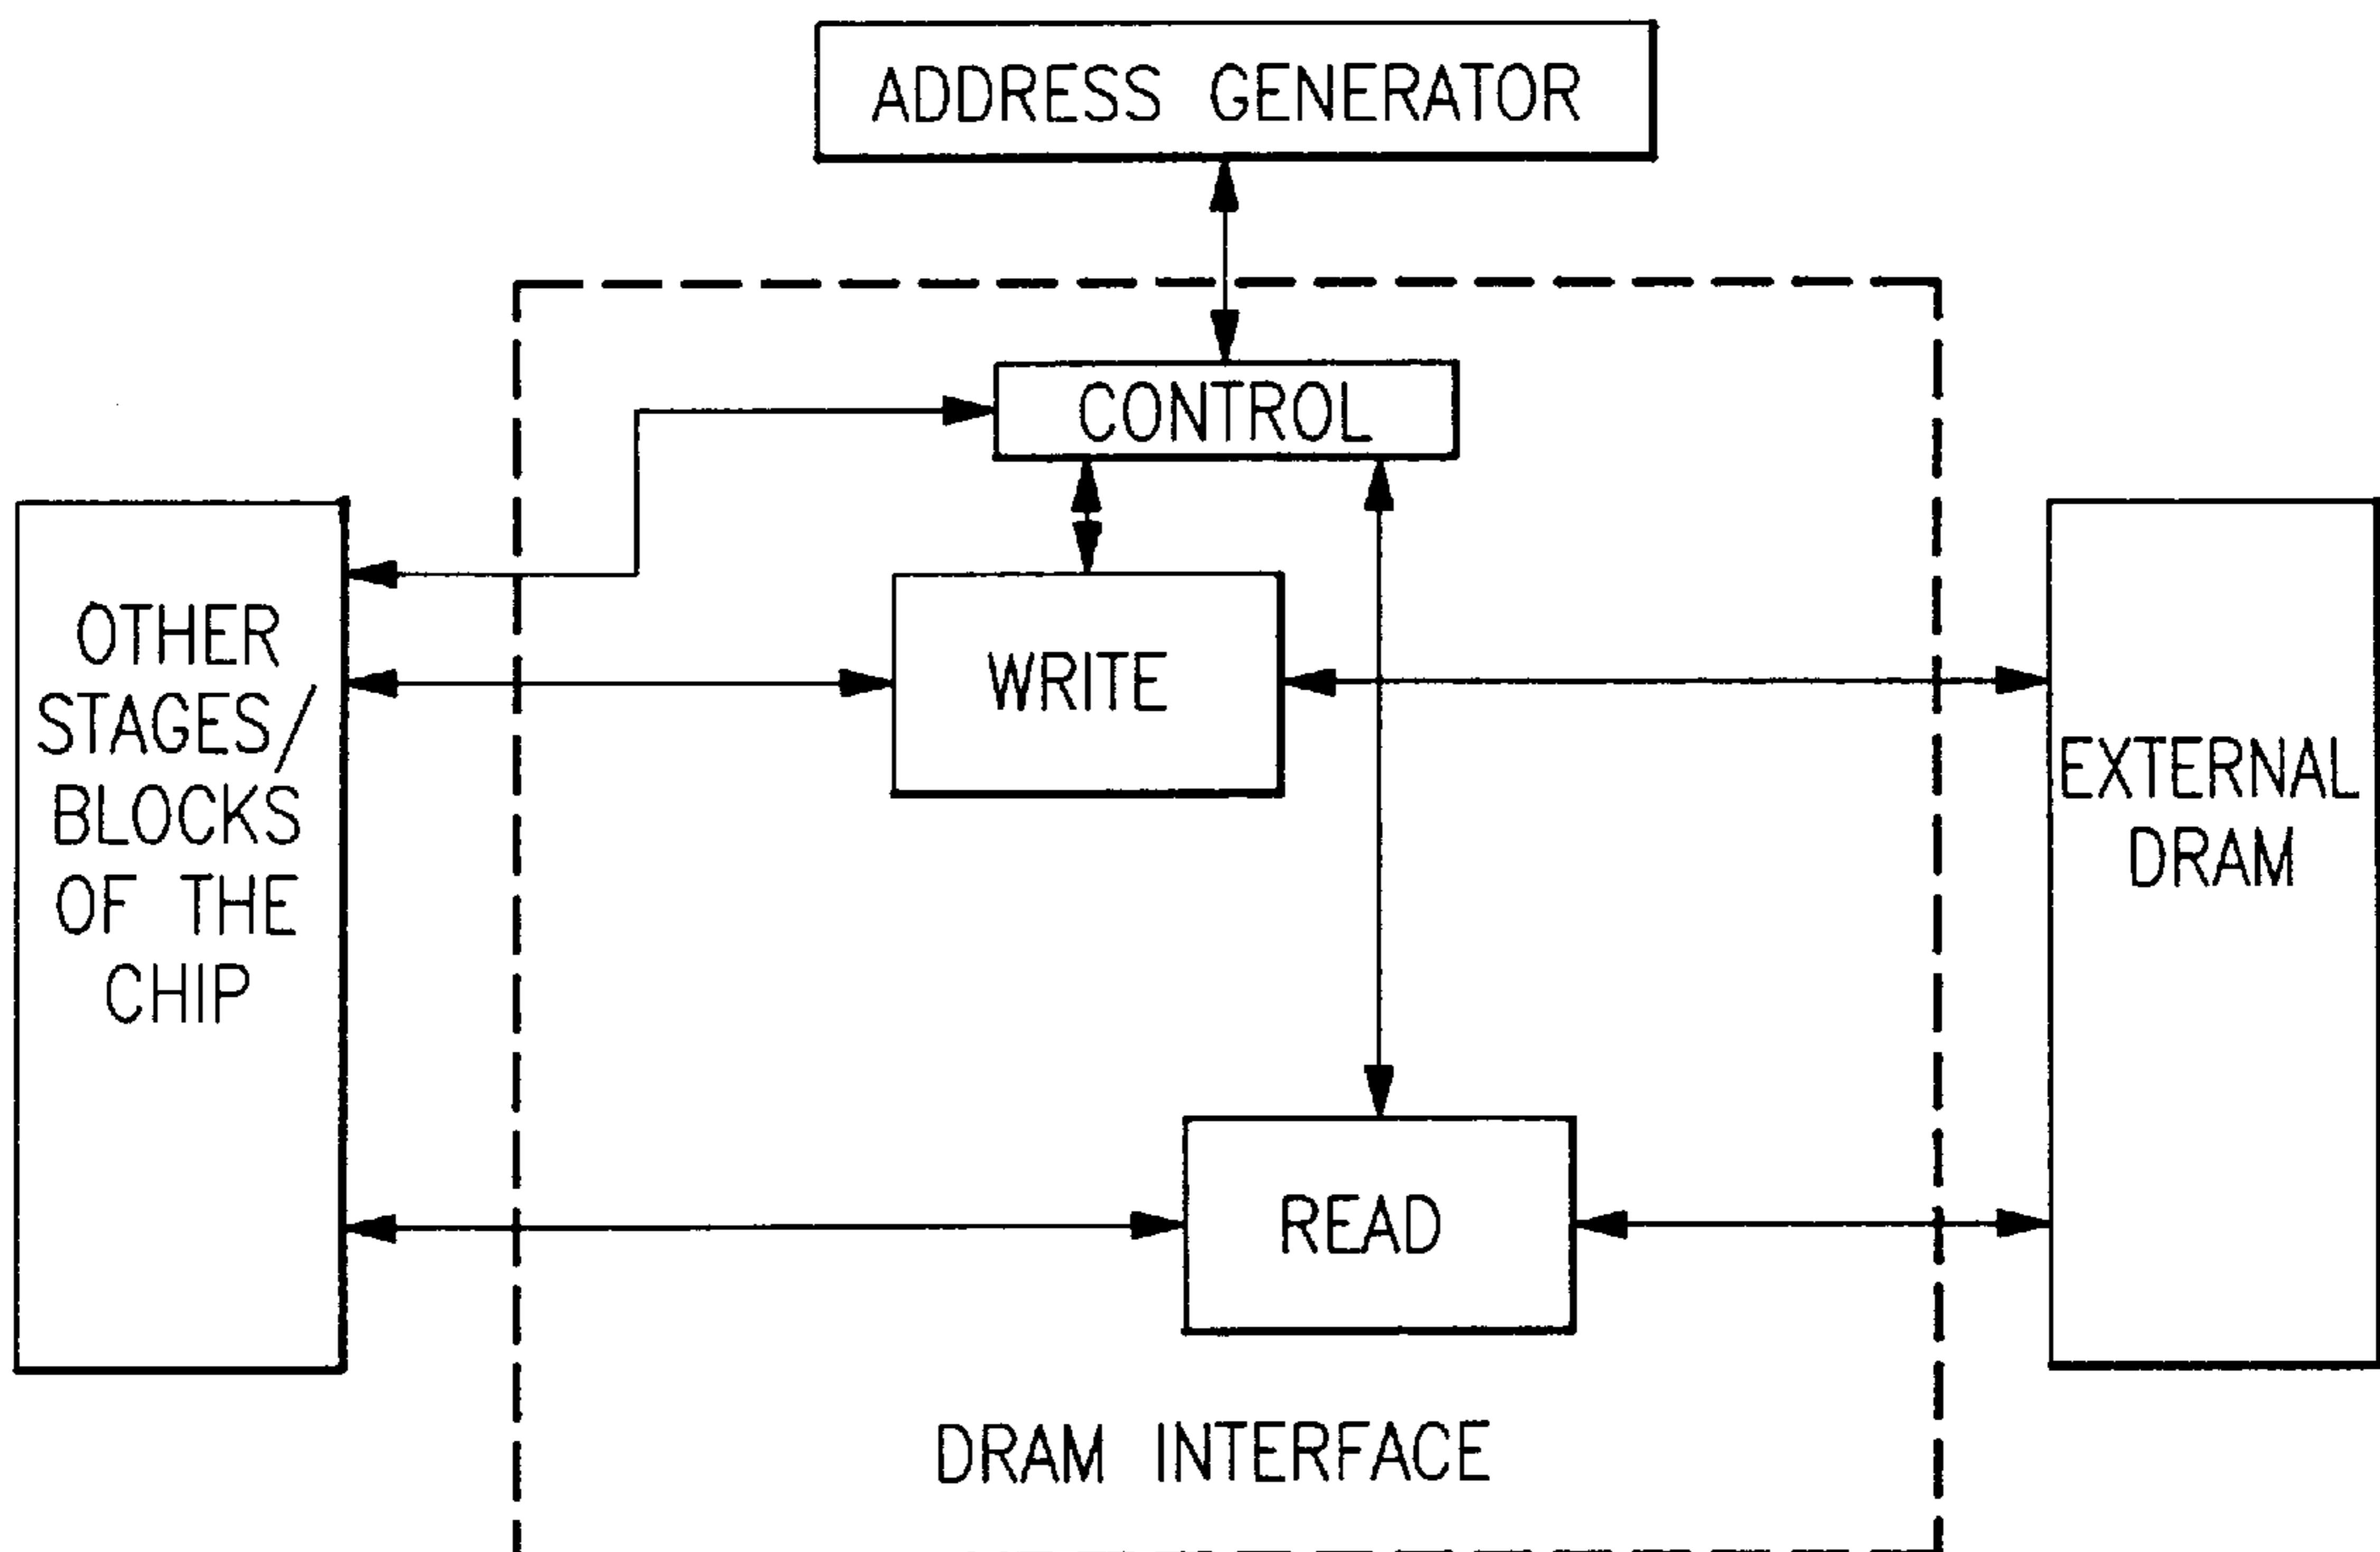 ADDRESS GENERATOR
CONTROL
OTHER
STAGES/
BLOCKS
OF THE
CHIP
WRITE
EXTERNAL
DRAM
READ
DRAM INTERFACE